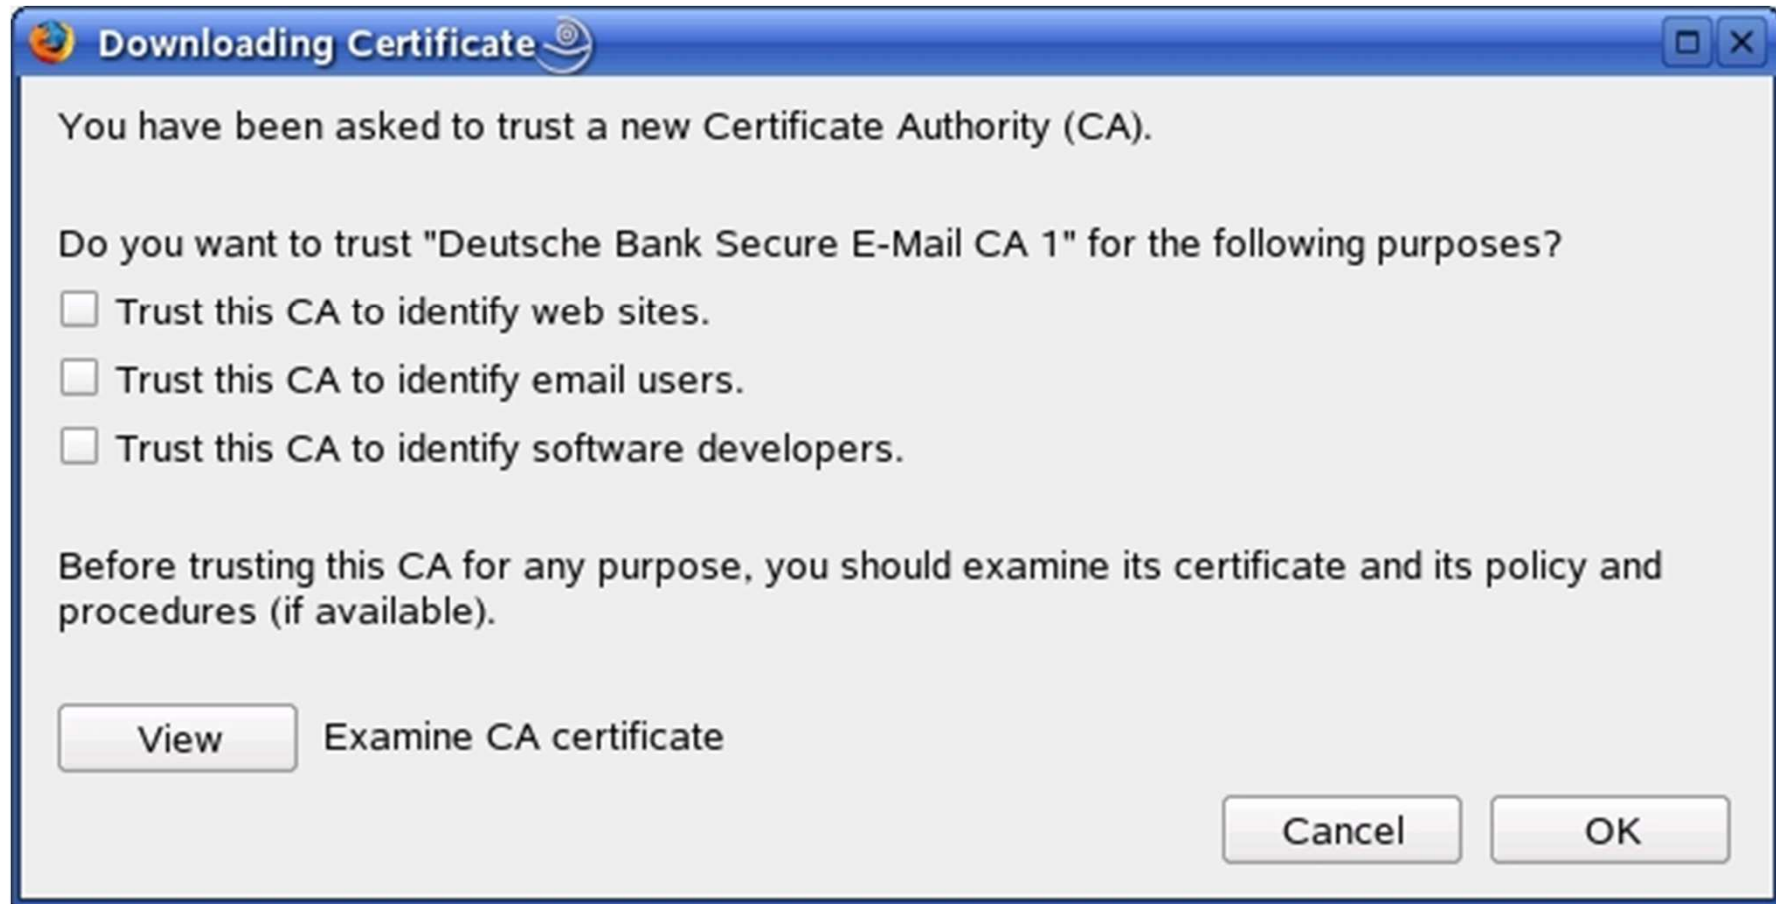 Downloading Certificate
You have been asked to trust a new Certificate Authority (CA).
Do you want to trust "Deutsche Bank Secure E-Mail CA 1" for the following purposes?
Trust this CA to identify web sites.
Trust this CA to identify email users.
Trust this CA to identify software developers.
Before trusting this CA for any purpose, you should examine its certificate and its policy and
procedures (if available).
View Examine CA certificate
Cancel OK